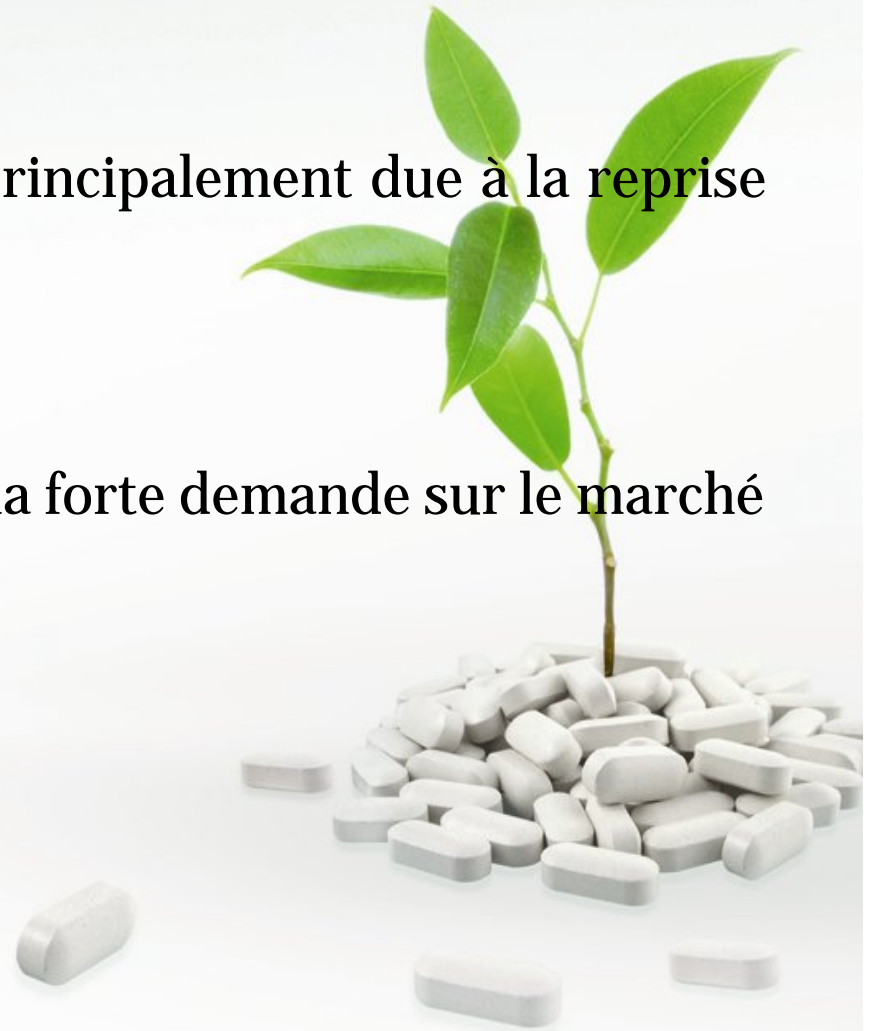 rincipalement due à la reprise
a forte demande sur le marché